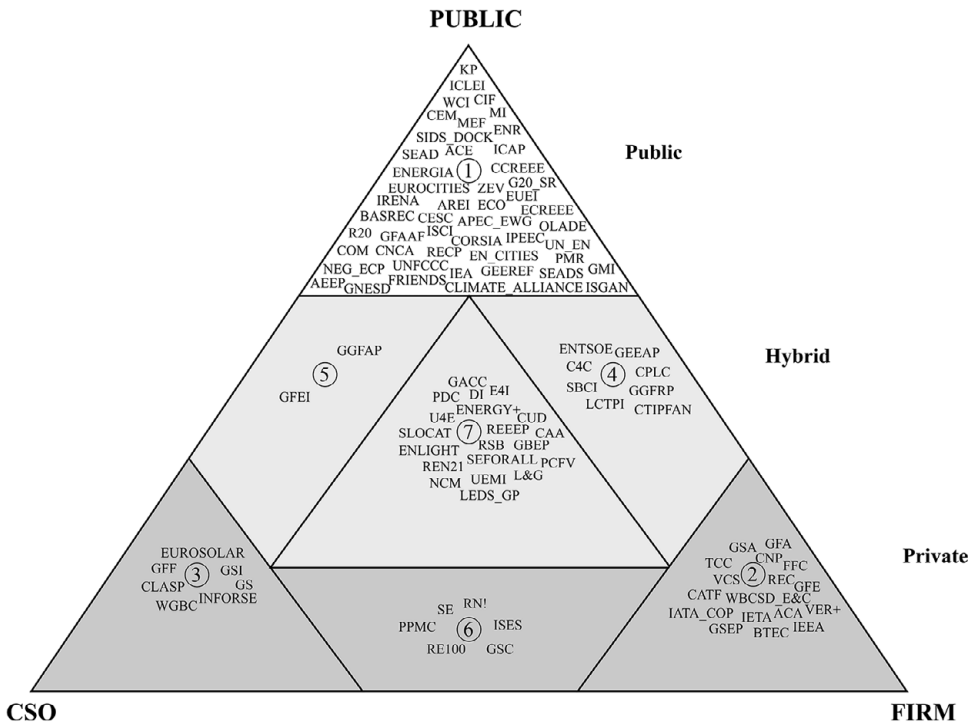 PUBLIC
KP
ICLEI
WCI CIF
CEM MEF MI
SIDS_DOCK ENR
SEAD ACE ICAP
ENERGIA 1 CCREEE
EUROCITIES ZEV G20_SR
IRENA AREI ECO EUEI
BASREC CESC APEC_EWG ECREEE
R20 GFAAF ISCI CORSIA IPEEC OLADE
COM CNCA RECP EN_CITIES UN_EN
PMR
NEG_ECP UNFCCC IEA GEEREF SEADS GMI
AEEP GNESD FRIENDS CLIMATE_ALLIANCE ISGAN
Public
GGFAP
5
GFEI
ENTSOE GEEAP
C4C 4 CPLC
SBCI GGFRP
LCTPI CTIPFAN
Hybrid
GACC
PDC DI E4I
ENERGY+
U4E CUD
SLOCAT 7 REEEP CAA
ENLIGHT RSB GBEP
REN21 SEFORALL PCFV
NCM UEMI L&G
LEDS_GP
EUROSOLAR
GFF 3 GSI
CLASP GS
WGBC INFORSE
SE RN!
PPMC 6 ISES
RE100 GSC
GSA GFA
TCC CNP FFC
VCS 2 REC GFE
CATF WBCSD_E&C
IATA_COP IETA ACA VER+
GSEP BTEC IEEA
Private
CSO
FIRM